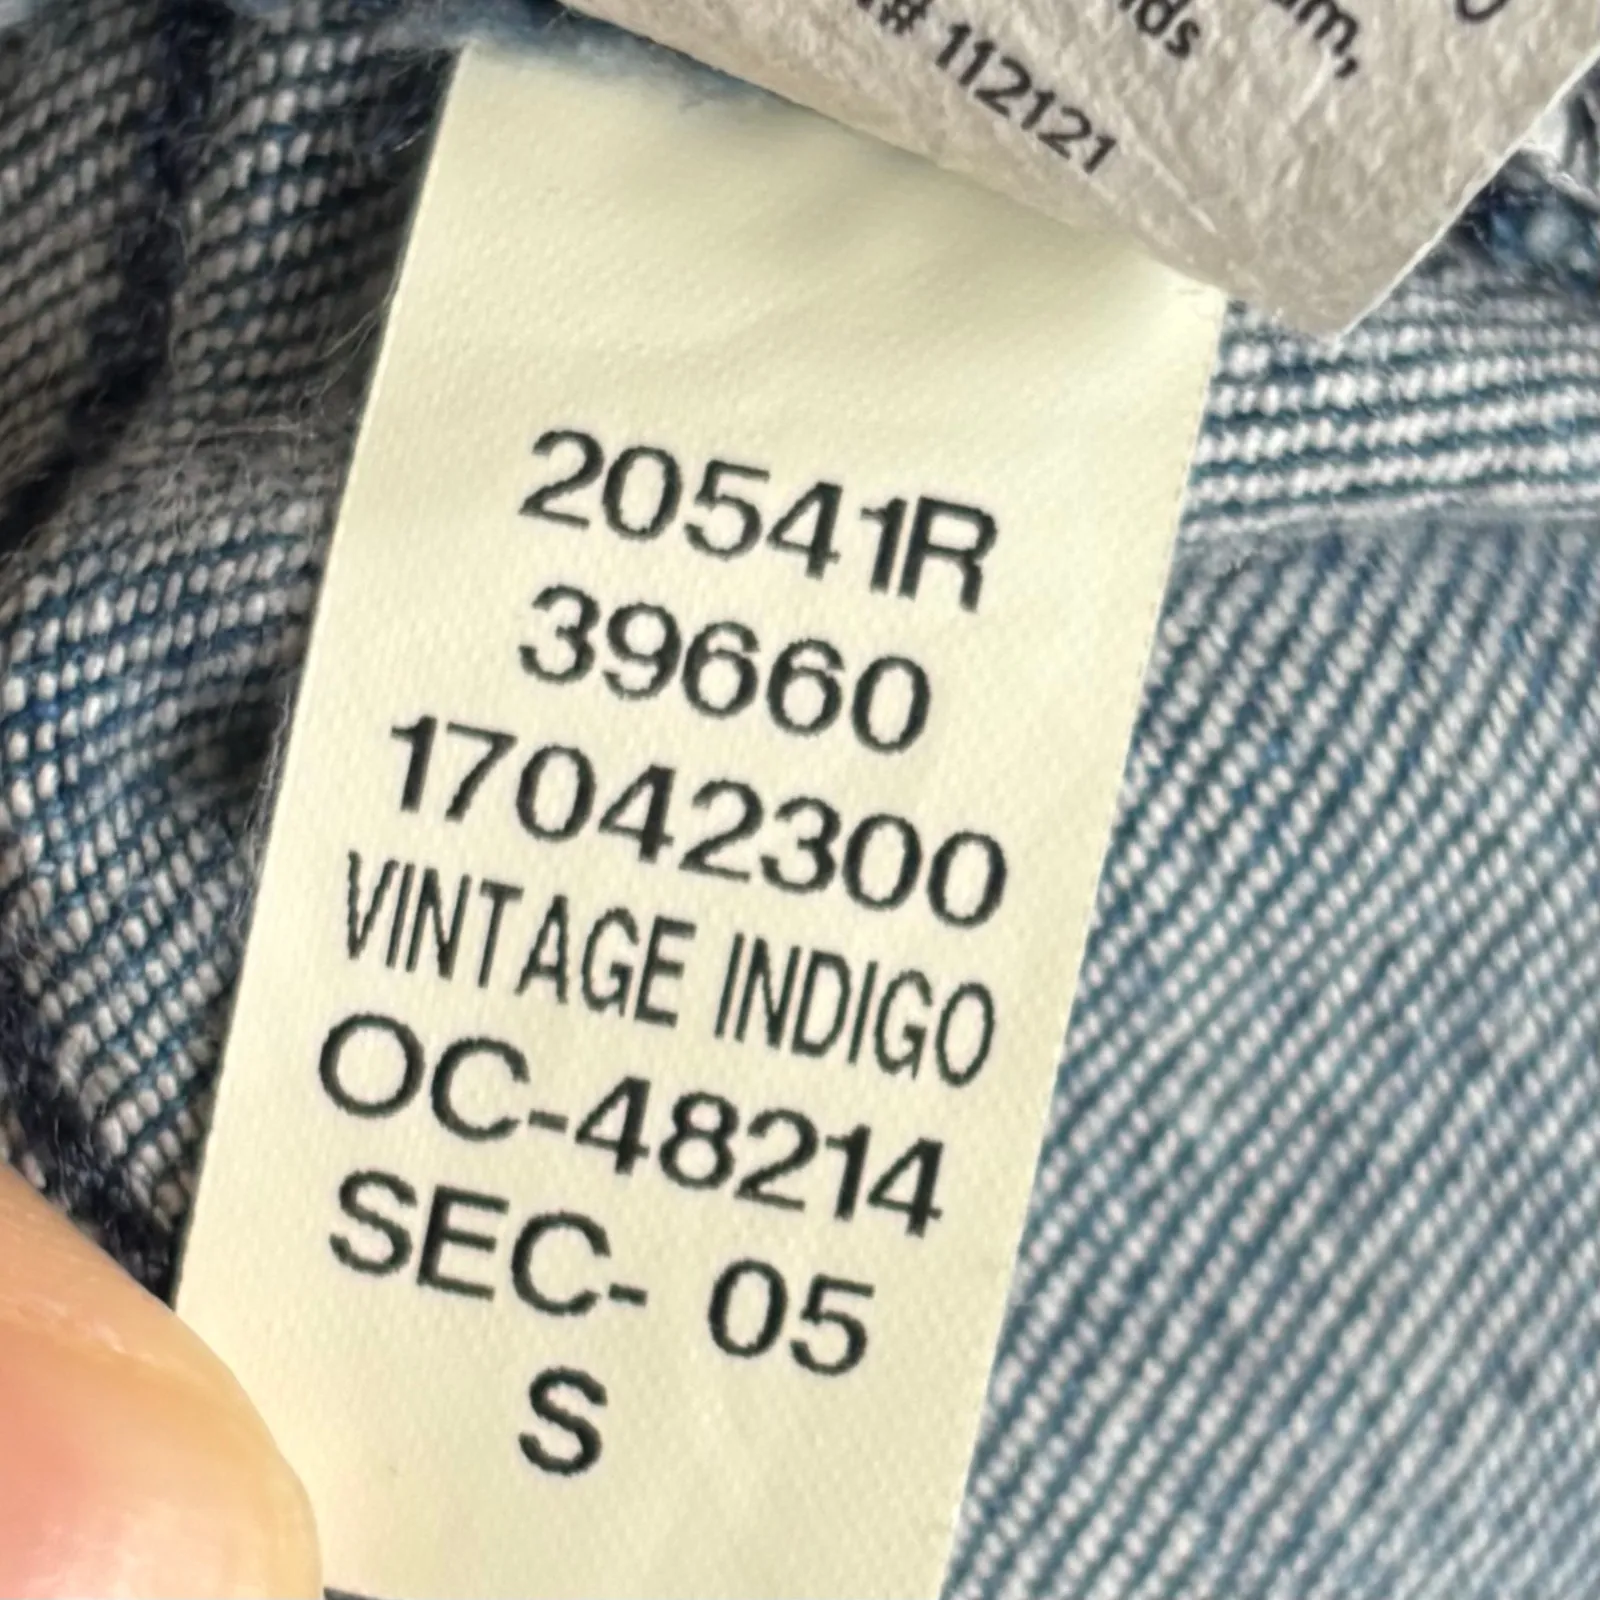 # 112121
20541R
39660
17042300
VINTAGE INDIGO
OC-48214
SEC- 05
S